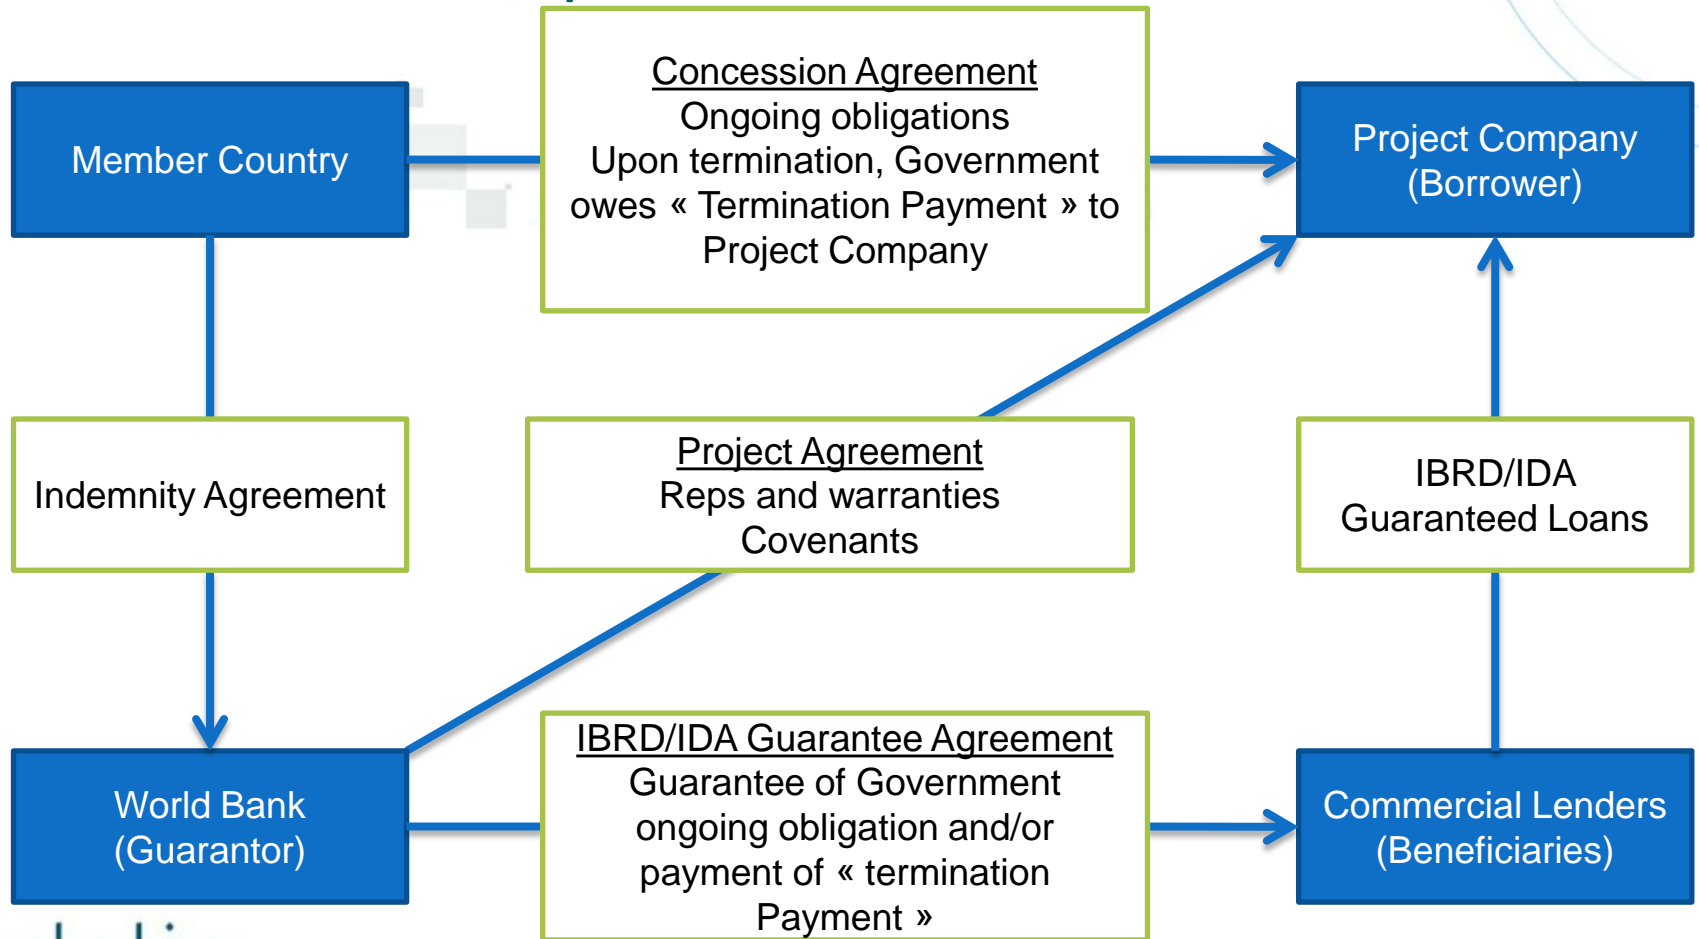 Concession Agreement
Ongoing obligations
Upon termination, Government
owes « Termination Payment » to
Project Company
Member Country
Project Company
(Borrower)
Indemnity Agreement
Project Agreement
Reps and warranties
Covenants
IBRD/IDA
Guaranteed Loans
World Bank
(Guarantor)
IBRD/IDA Guarantee Agreement
Guarantee of Government
ongoing obligation and/or
payment of « termination
Payment »
Commercial Lenders
(Beneficiaries)